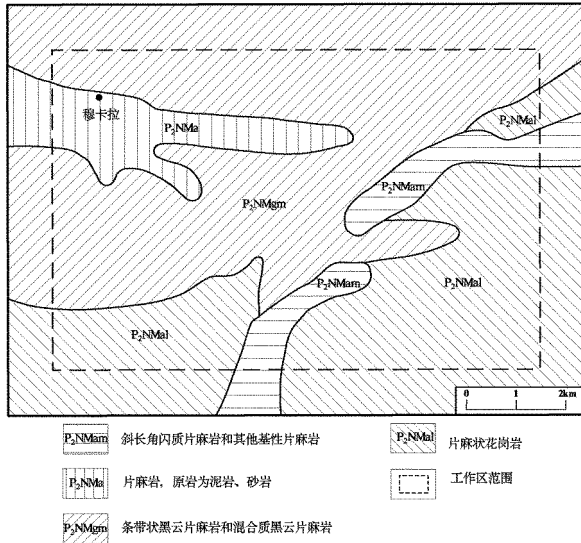 穆卡拉
P₂NMa
P₂NMal
P₂NMam
P₂NMgm
P₂NMam
P₂NMal
P₂NMal
0 1 2km
P₂NMam 斜长角闪质片麻岩和其他基性片麻岩
P₂NMal 片麻状花岗岩
P₂NMa 片麻岩，原岩为泥岩、砂岩
工作区范围
P₂NMgm 条带状黑云片麻岩和混合质黑云片麻岩